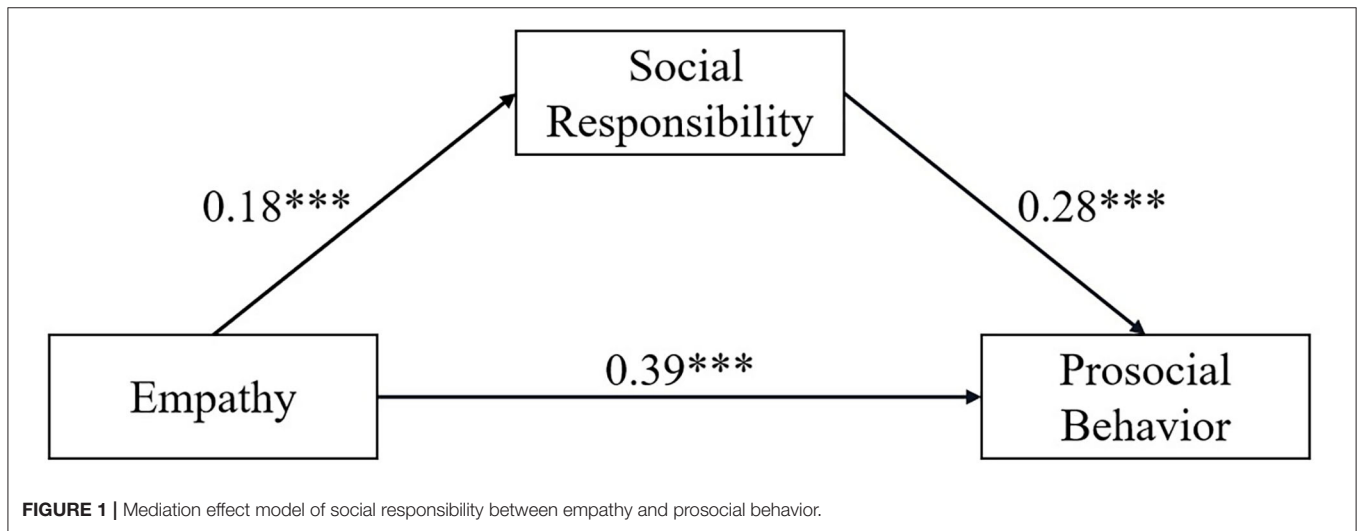 Social
Responsibility
0.18***
0.28***
Empathy
0.39***
Prosocial
Behavior
FIGURE 1 | Mediation effect model of social responsibility between empathy and prosocial behavior.